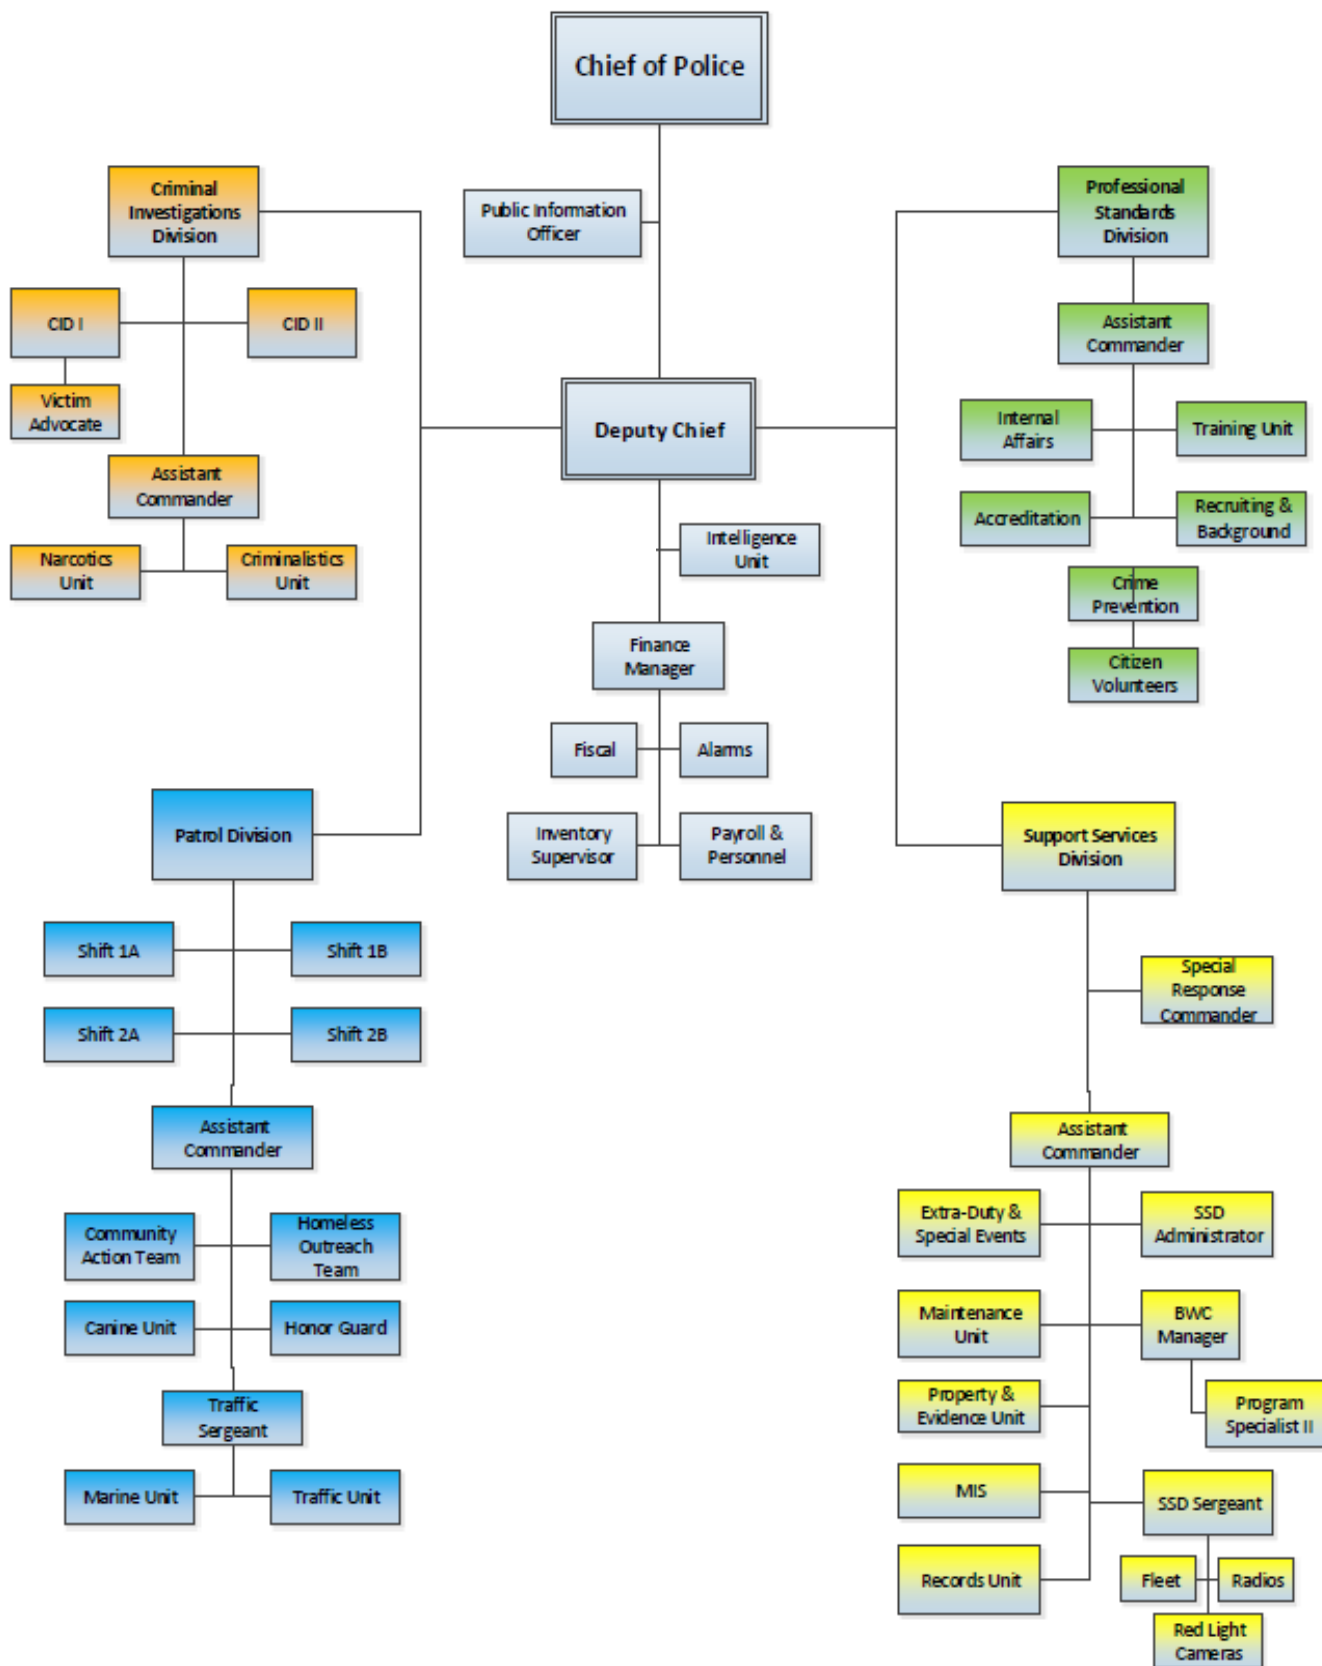 Chief of Police
Public Information
Officer
Criminal
Investigations
Division
CID I
CID II
Victim
Advocate
Assistant
Commander
Narcotics
Unit
Criminalistics
Unit
Professional
Standards
Division
Assistant
Commander
Internal
Affairs
Training Unit
Accreditation
Recruiting &
Background
Crime
Prevention
Citizen
Volunteers
Deputy Chief
Intelligence
Unit
Finance
Manager
Fiscal
Alarms
Inventory
Supervisor
Payroll &
Personnel
Patrol Division
Shift 1A
Shift 1B
Shift 2A
Shift 2B
Assistant
Commander
Community
Action Team
Homeless
Outreach
Team
Canine Unit
Honor Guard
Traffic
Sergeant
Marine Unit
Traffic Unit
Support Services
Division
Special
Response
Commander
Assistant
Commander
Extra-Duty &
Special Events
SSD
Administrator
Maintenance
Unit
BWC
Manager
Property &
Evidence Unit
Program
Specialist II
MIS
SSD Sergeant
Records Unit
Fleet
Radios
Red Light
Cameras